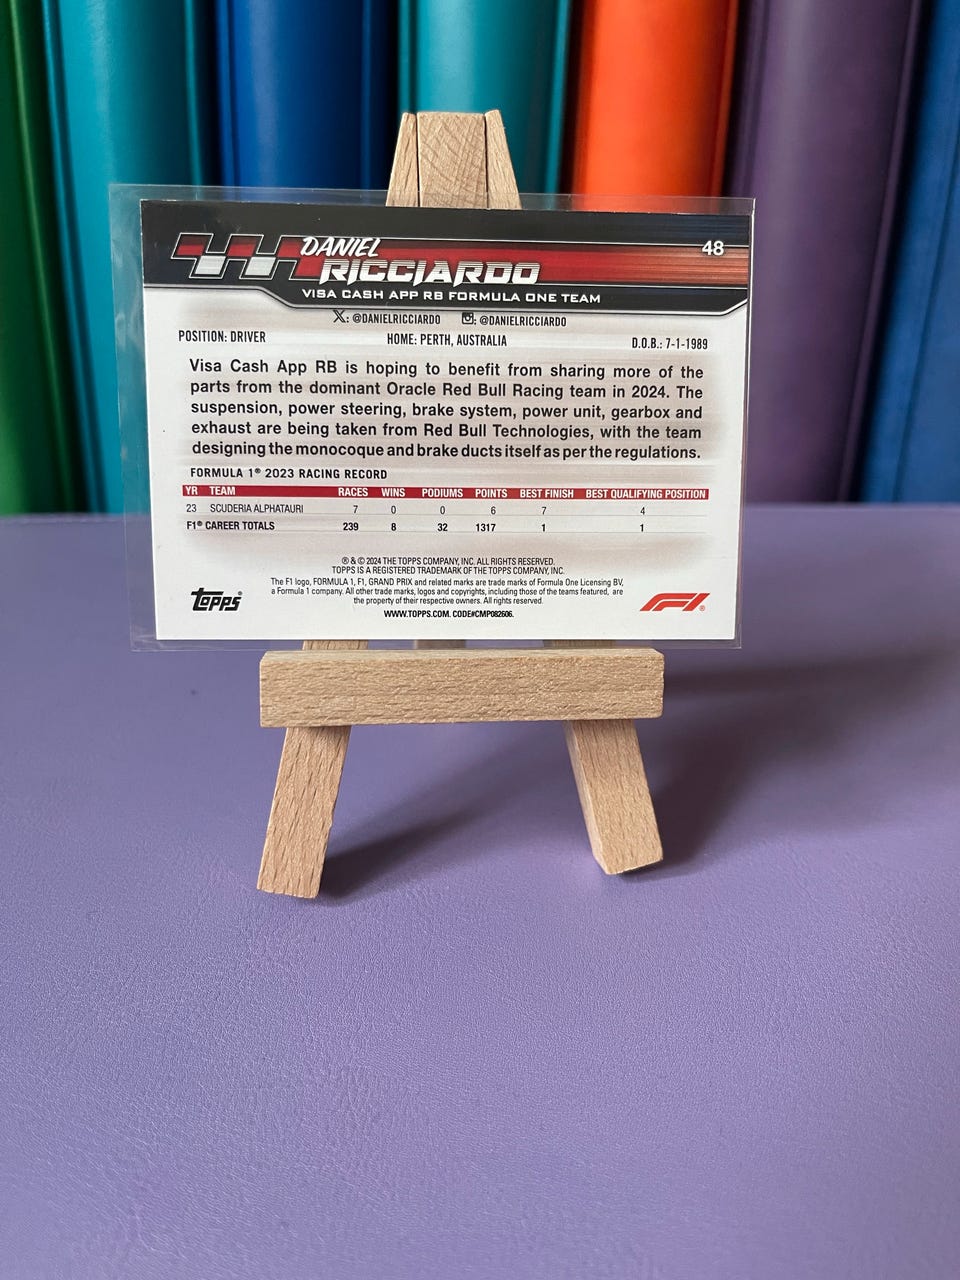 DANIEL
RICCIARDO
48
VISA CASH APP RB FORMULA ONE TEAM
X: @DANIELRICCIARDO : @DANIELRICCIARDO
POSITION: DRIVER HOME: PERTH, AUSTRALIA D.O.B.: 7-1-1989
Visa Cash App RB is hoping to benefit from sharing more of the
parts from the dominant Oracle Red Bull Racing team in 2024. The
suspension, power steering, brake system, power unit, gearbox and
exhaust are being taken from Red Bull Technologies, with the team
designing the monocoque and brake ducts itself as per the regulations.
FORMULA 1® 2023 RACING RECORD
YR TEAM RACES WINS PODIUMS POINTS BEST FINISH BEST QUALIFYING POSITION
23 SCUDERIA ALPHATAURI 7 0 0 6 7 4
F1® CAREER TOTALS 239 8 32 1317 1 1
® & © 2024 THE TOPPS COMPANY, INC. ALL RIGHTS RESERVED.
TOPPS IS A REGISTERED TRADEMARK OF THE TOPPS COMPANY, INC.
The F1 logo, FORMULA 1, F1, GRAND PRIX and related marks are trade marks of Formula One Licensing BV,
a Formula 1 company. All other trade marks, logos and copyrights, including those of the teams featured, are
the property of their respective owners. All rights reserved.
WWW.TOPPS.COM. CODE#CMP082606.
TOPPS®
F1®